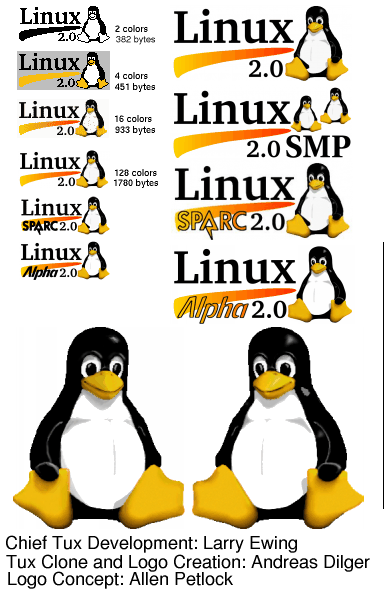 Linux
2.0
2 colors
382 bytes
Linux
2.0
4 colors
451 bytes
Linux
2.0
16 colors
933 bytes
Linux
2.0
128 colors
1780 bytes
Linux
SPARC 2.0
Linux
Alpha 2.0
Linux
2.0
Linux
2.0 SMP
Linux
SPARC 2.0
Linux
Alpha 2.0
Chief Tux Development: Larry Ewing
Tux Clone and Logo Creation: Andreas Dilger
Logo Concept: Allen Petlock